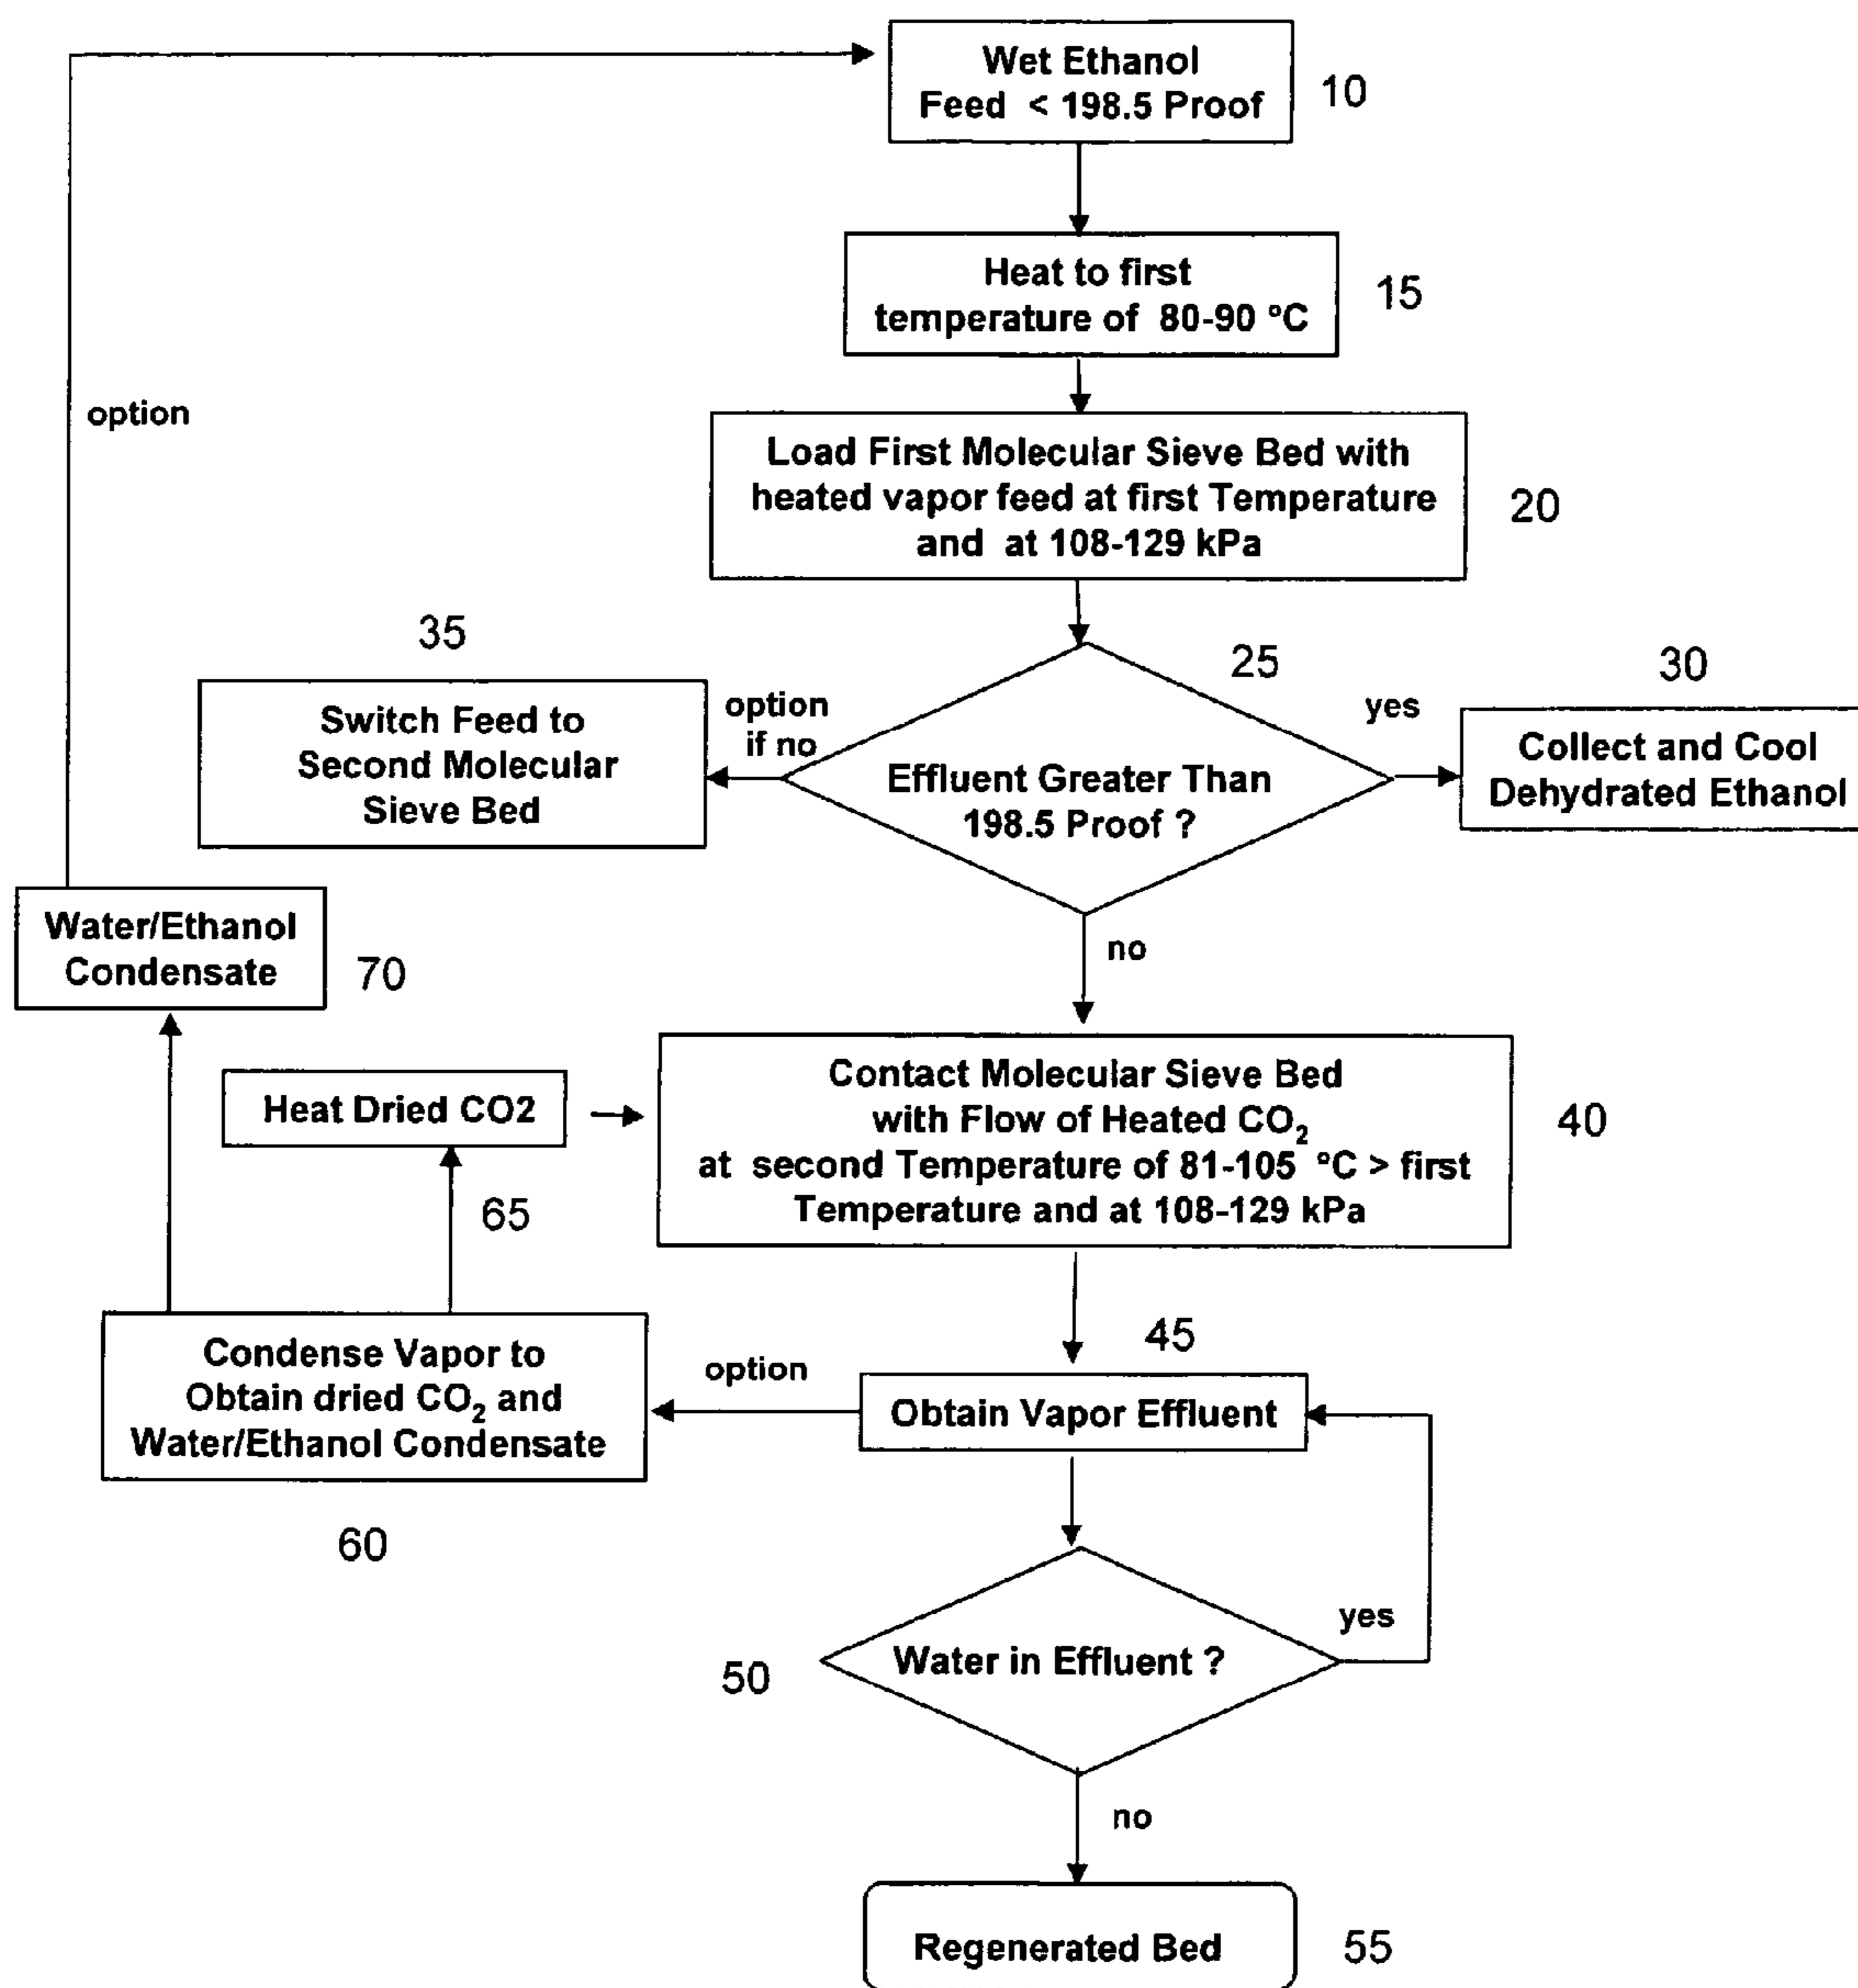 Wet Ethanol
Feed < 198.5 Proof
10
Heat to first
temperature of 80-90 °C
15
option
Load First Molecular Sieve Bed with
heated vapor feed at first Temperature
and at 108-129 kPa
20
35
25
30
Switch Feed to
Second Molecular
Sieve Bed
option
if no
Effluent Greater Than
198.5 Proof ?
yes
Collect and Cool
Dehydrated Ethanol
Water/Ethanol
Condensate
70
no
Heat Dried CO2
Contact Molecular Sieve Bed
with Flow of Heated CO₂
at second Temperature of 81-105 °C > first
Temperature and at 108-129 kPa
40
65
45
Condense Vapor to
Obtain dried CO₂ and
Water/Ethanol Condensate
option
Obtain Vapor Effluent
60
50
Water in Effluent ?
yes
no
Regenerated Bed
55